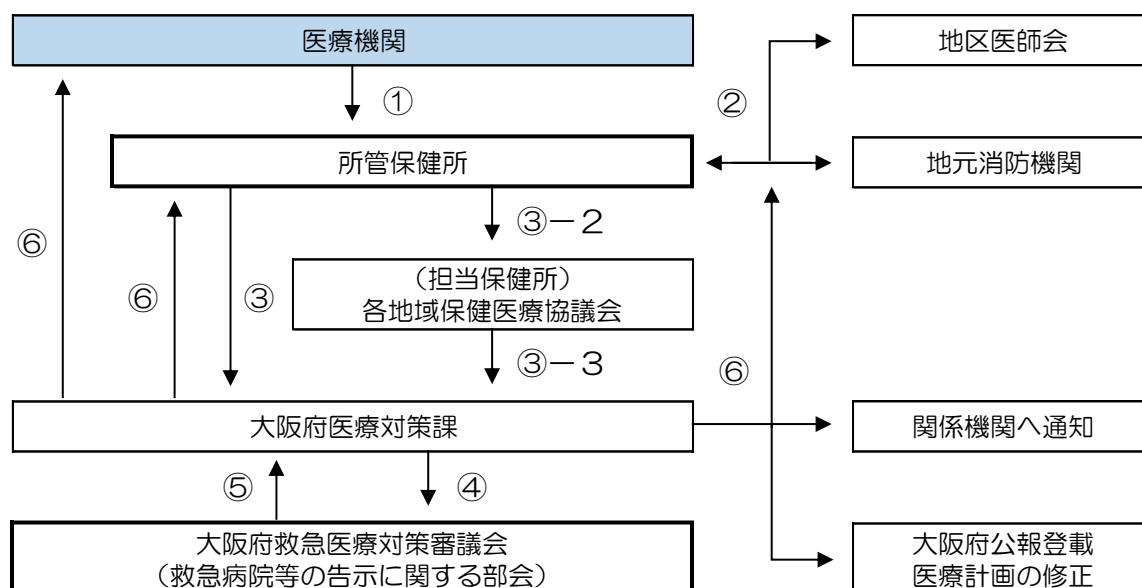 医療機関
地区医師会
①
②
所管保健所
地元消防機関
③－２
⑥
(担当保健所)
各地域保健医療協議会
⑥
③
③－３
⑥
大阪府医療対策課
関係機関へ通知
⑤
④
大阪府救急医療対策審議会
(救急病院等の告示に関する部会)
大阪府公報登載
医療計画の修正